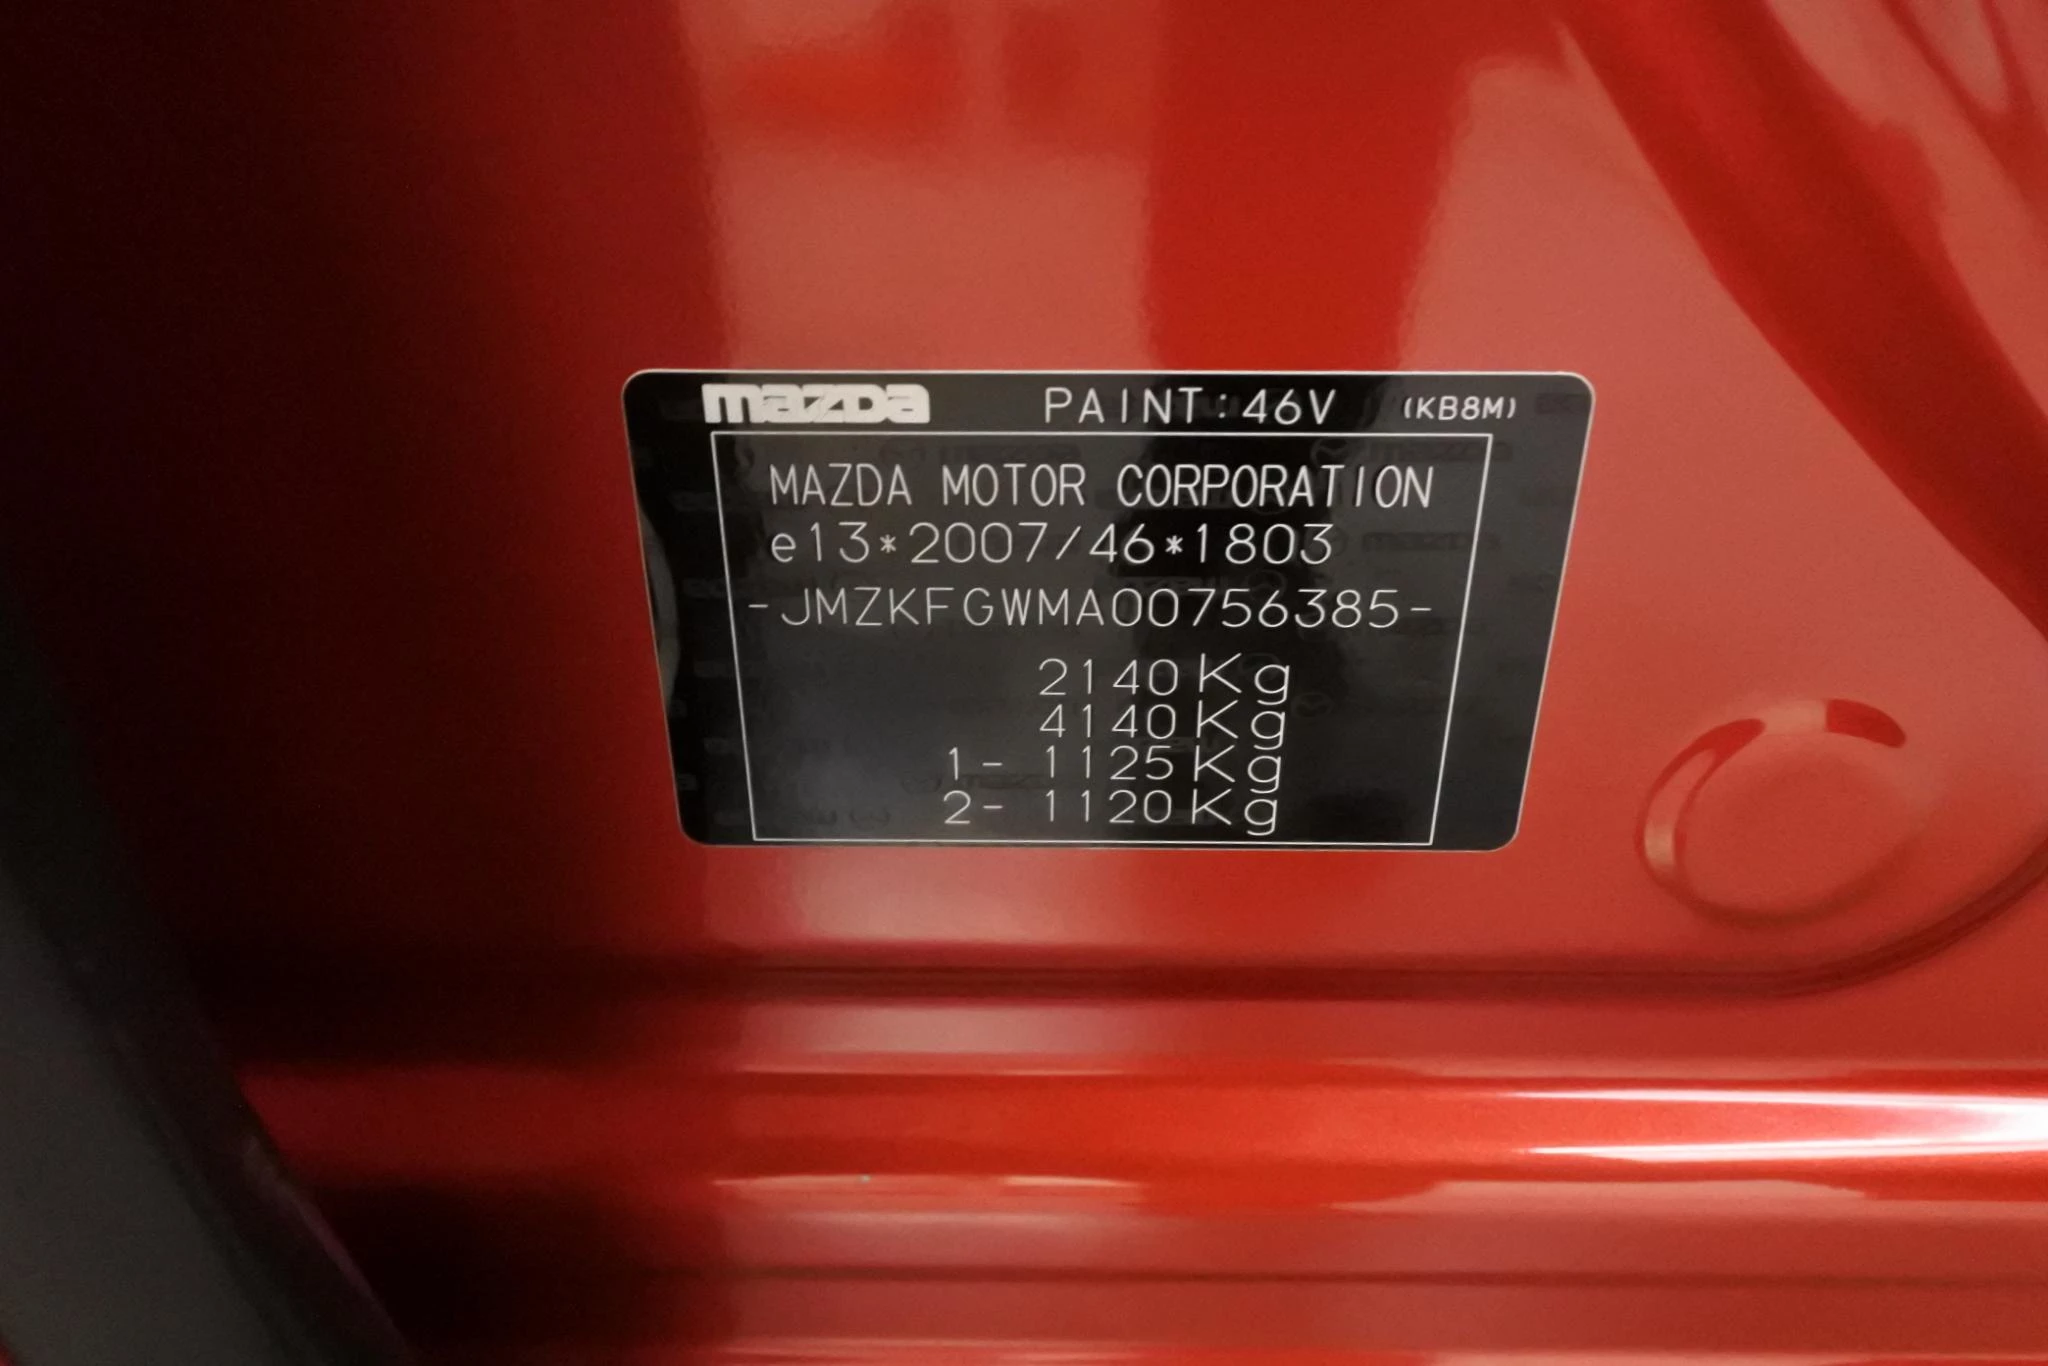 mazda PAINT:46V (KB8M)
MAZDA MOTOR CORPORATION
e13*2007/46*1803
-JMZKFGWMA00756385-
2140Kg
4140Kg
1- 1125Kg
2- 1120Kg